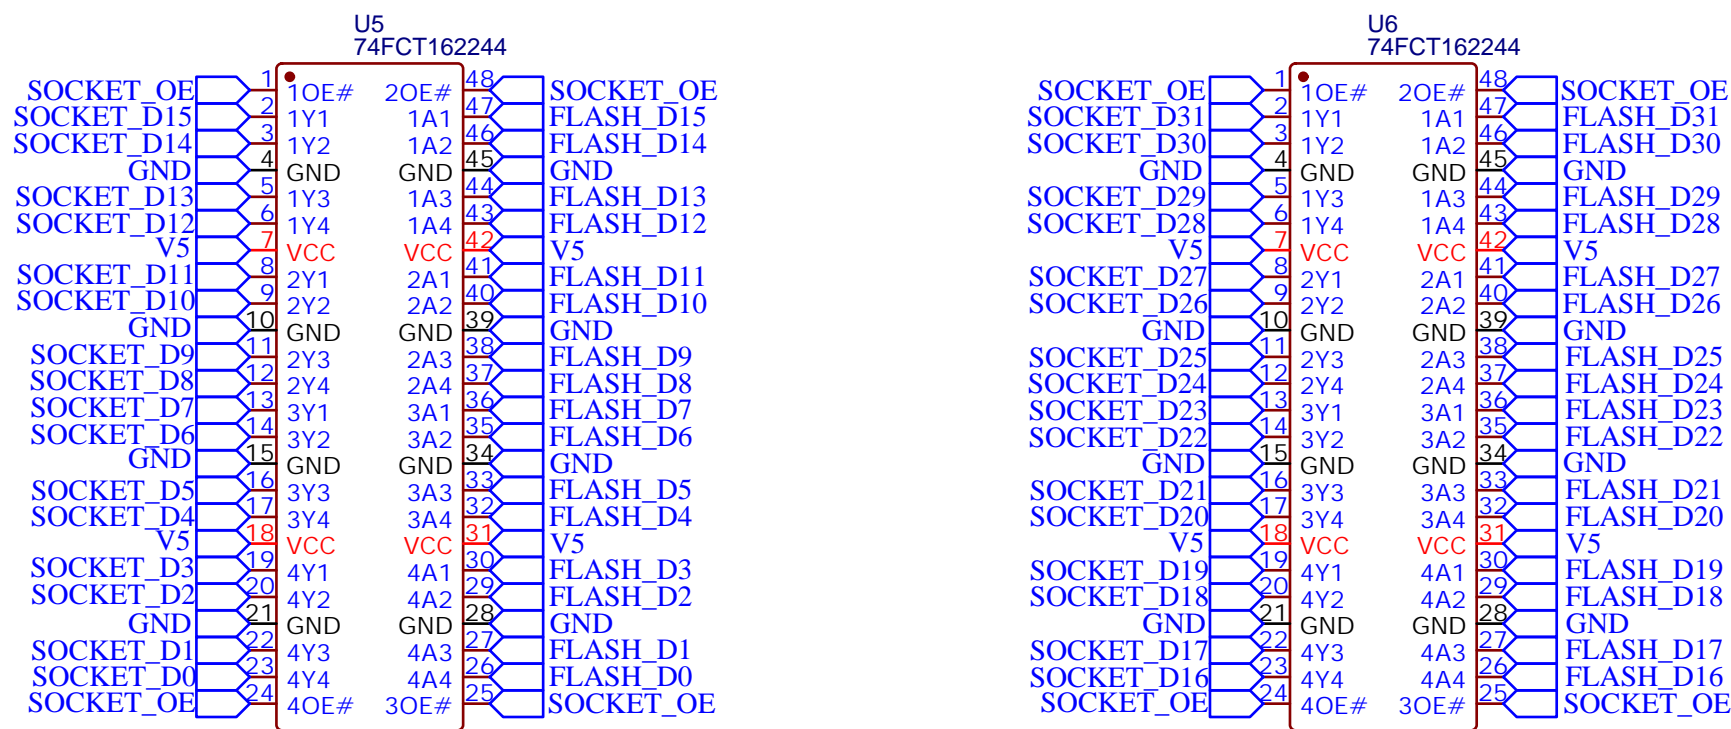 U5
74FCT162244
SOCKET_OE 1 1OE# 2OE# 48 SOCKET_OE
SOCKET_D15 2 1Y1 1A1 47 FLASH_D15
SOCKET_D14 3 1Y2 1A2 46 FLASH_D14
GND 4 GND GND 45 GND
SOCKET_D13 5 1Y3 1A3 44 FLASH_D13
SOCKET_D12 6 1Y4 1A4 43 FLASH_D12
V5 7 VCC VCC 42 V5
SOCKET_D11 8 2Y1 2A1 41 FLASH_D11
SOCKET_D10 9 2Y2 2A2 40 FLASH_D10
GND 10 GND GND 39 GND
SOCKET_D9 11 2Y3 2A3 38 FLASH_D9
SOCKET_D8 12 2Y4 2A4 37 FLASH_D8
SOCKET_D7 13 3Y1 3A1 36 FLASH_D7
SOCKET_D6 14 3Y2 3A2 35 FLASH_D6
GND 15 GND GND 34 GND
SOCKET_D5 16 3Y3 3A3 33 FLASH_D5
SOCKET_D4 17 3Y4 3A4 32 FLASH_D4
V5 18 VCC VCC 31 V5
SOCKET_D3 19 4Y1 4A1 30 FLASH_D3
SOCKET_D2 20 4Y2 4A2 29 FLASH_D2
GND 21 GND GND 28 GND
SOCKET_D1 22 4Y3 4A3 27 FLASH_D1
SOCKET_D0 23 4Y4 4A4 26 FLASH_D0
SOCKET_OE 24 4OE# 3OE# 25 SOCKET_OE
U6
74FCT162244
SOCKET_OE 1 1OE# 2OE# 48 SOCKET_OE
SOCKET_D31 2 1Y1 1A1 47 FLASH_D31
SOCKET_D30 3 1Y2 1A2 46 FLASH_D30
GND 4 GND GND 45 GND
SOCKET_D29 5 1Y3 1A3 44 FLASH_D29
SOCKET_D28 6 1Y4 1A4 43 FLASH_D28
V5 7 VCC VCC 42 V5
SOCKET_D27 8 2Y1 2A1 41 FLASH_D27
SOCKET_D26 9 2Y2 2A2 40 FLASH_D26
GND 10 GND GND 39 GND
SOCKET_D25 11 2Y3 2A3 38 FLASH_D25
SOCKET_D24 12 2Y4 2A4 37 FLASH_D24
SOCKET_D23 13 3Y1 3A1 36 FLASH_D23
SOCKET_D22 14 3Y2 3A2 35 FLASH_D22
GND 15 GND GND 34 GND
SOCKET_D21 16 3Y3 3A3 33 FLASH_D21
SOCKET_D20 17 3Y4 3A4 32 FLASH_D20
V5 18 VCC VCC 31 V5
SOCKET_D19 19 4Y1 4A1 30 FLASH_D19
SOCKET_D18 20 4Y2 4A2 29 FLASH_D18
GND 21 GND GND 28 GND
SOCKET_D17 22 4Y3 4A3 27 FLASH_D17
SOCKET_D16 23 4Y4 4A4 26 FLASH_D16
SOCKET_OE 24 4OE# 3OE# 25 SOCKET_OE